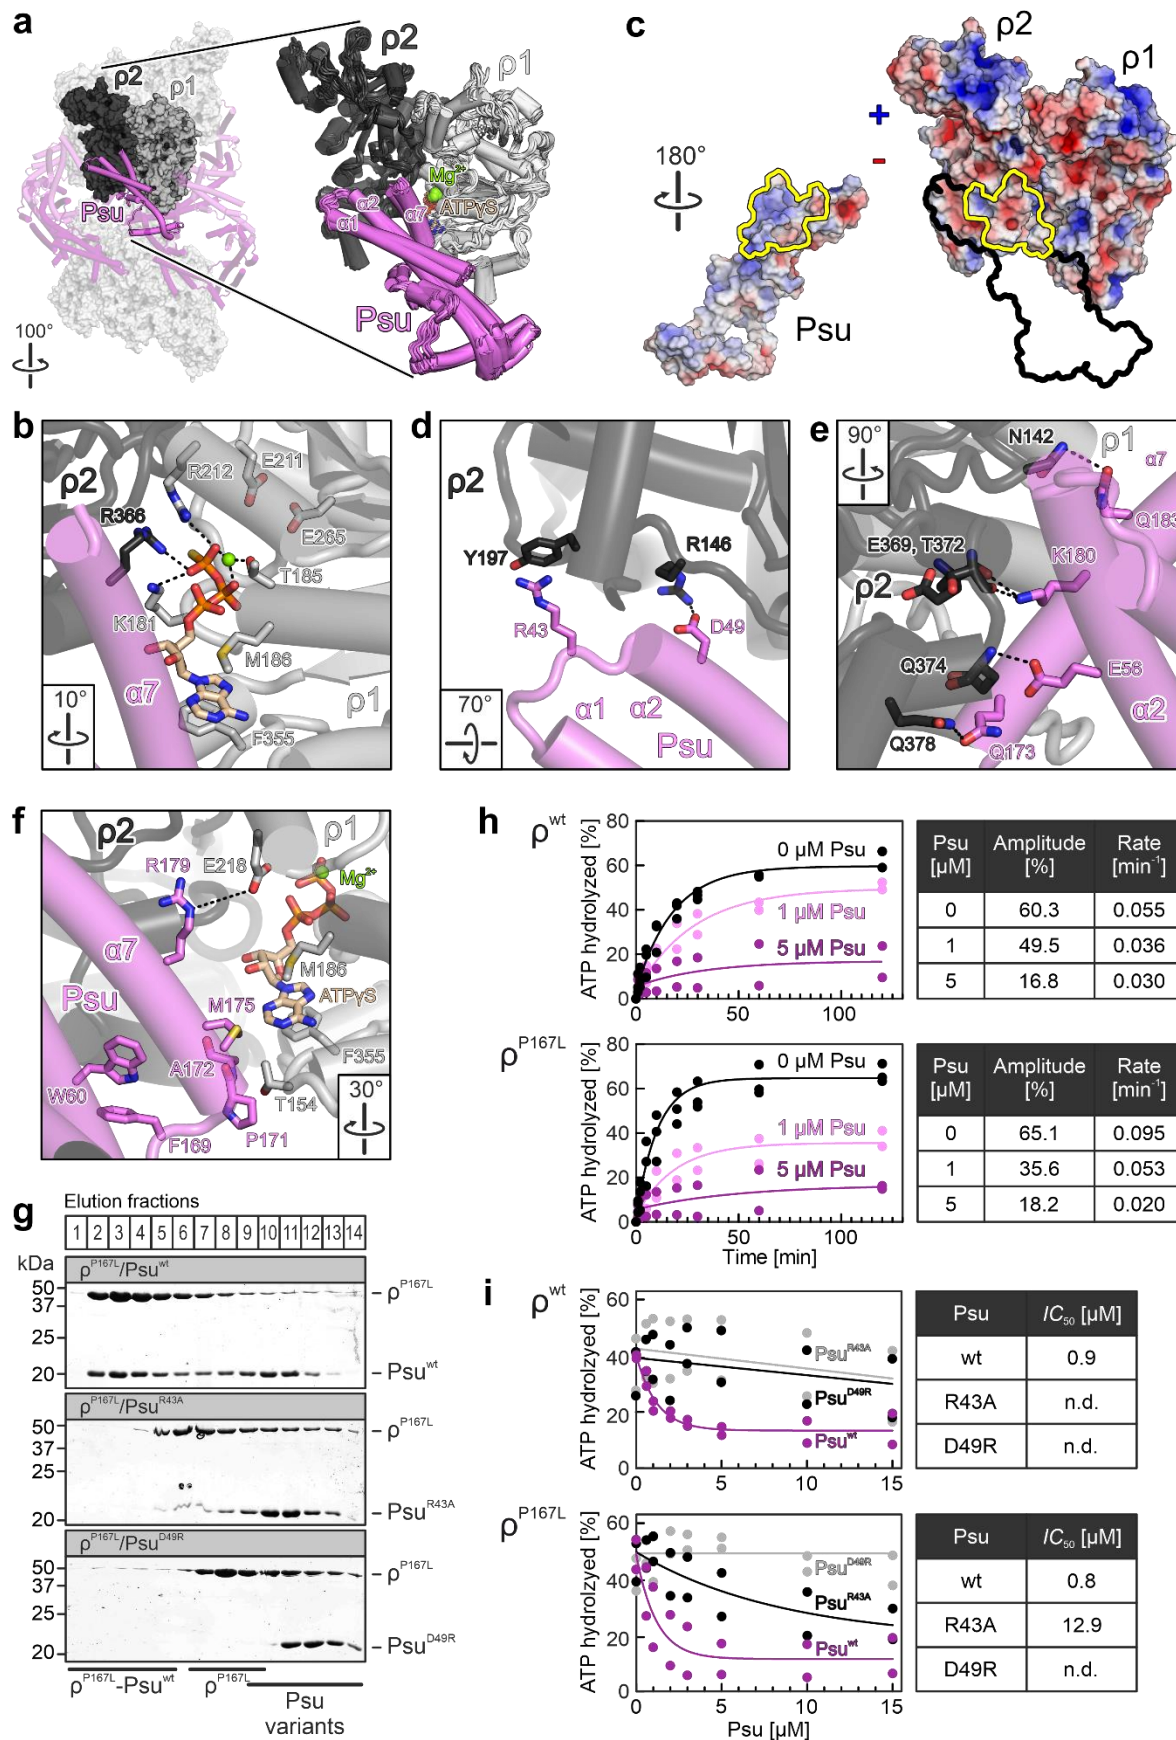 a
ρ2
ρ1
Psu
100°
ρ2
ρ1
Mg²⁺
ATPγS
α1
α2
α7
Psu
c
180°
+
-
ρ2
ρ1
Psu
b
ρ2
R212
E211
R366
E265
T185
K181
M186
α7
ρ1
F355
10°
d
ρ2
Y197
R146
R43
D49
α1
α2
Psu
70°
e
90°
N142
ρ1
α7
Q183
E369, T372
K180
ρ2
Q374
E56
α2
Q378
Q173
f
ρ2
ρ1
R179
E218
Mg²⁺
α7
Psu
M186
M175
ATPγS
A172
F355
W60
T154
F169
P171
30°
g
Elution fractions
1 2 3 4 5 6 7 8 9 10 11 12 13 14
kDa
ρᴾ¹⁶⁷ᴸ/Psuʷᵗ
50
37
25
20
ρᴾ¹⁶⁷ᴸ
Psuʷᵗ
ρᴾ¹⁶⁷ᴸ/Psuᴿ⁴³ᴬ
50
37
25
20
ρᴾ¹⁶⁷ᴸ
Psuᴿ⁴³ᴬ
ρᴾ¹⁶⁷ᴸ/Psuᴰ⁴⁹ᴿ
50
37
25
20
ρᴾ¹⁶⁷ᴸ
Psuᴰ⁴⁹ᴿ
ρᴾ¹⁶⁷ᴸ-Psuʷᵗ
ρᴾ¹⁶⁷ᴸ
Psu
variants
h
ρʷᵗ
ATP hydrolyzed [%]
80
60
40
20
0
0 µM Psu
1 µM Psu
5 µM Psu
0 50 100
Psu [µM] Amplitude [%] Rate [min⁻¹]
0 60.3 0.055
1 49.5 0.036
5 16.8 0.030
ρᴾ¹⁶⁷ᴸ
ATP hydrolyzed [%]
80
60
40
20
0
0 µM Psu
1 µM Psu
5 µM Psu
0 50 100
Time [min]
Psu [µM] Amplitude [%] Rate [min⁻¹]
0 65.1 0.095
1 35.6 0.053
5 18.2 0.020
i
ρʷᵗ
ATP hydrolzyed [%]
60
40
20
0
Psuᴿ⁴³ᴬ
Psuᴰ⁴⁹ᴿ
Psuʷᵗ
0 5 10 15
Psu IC₅₀ [µM]
wt 0.9
R43A n.d.
D49R n.d.
ρᴾ¹⁶⁷ᴸ
ATP hydrolzyed [%]
60
40
20
0
Psuᴰ⁴⁹ᴿ
Psuᴿ⁴³ᴬ
Psuʷᵗ
0 5 10 15
Psu [µM]
Psu IC₅₀ [µM]
wt 0.8
R43A 12.9
D49R n.d.